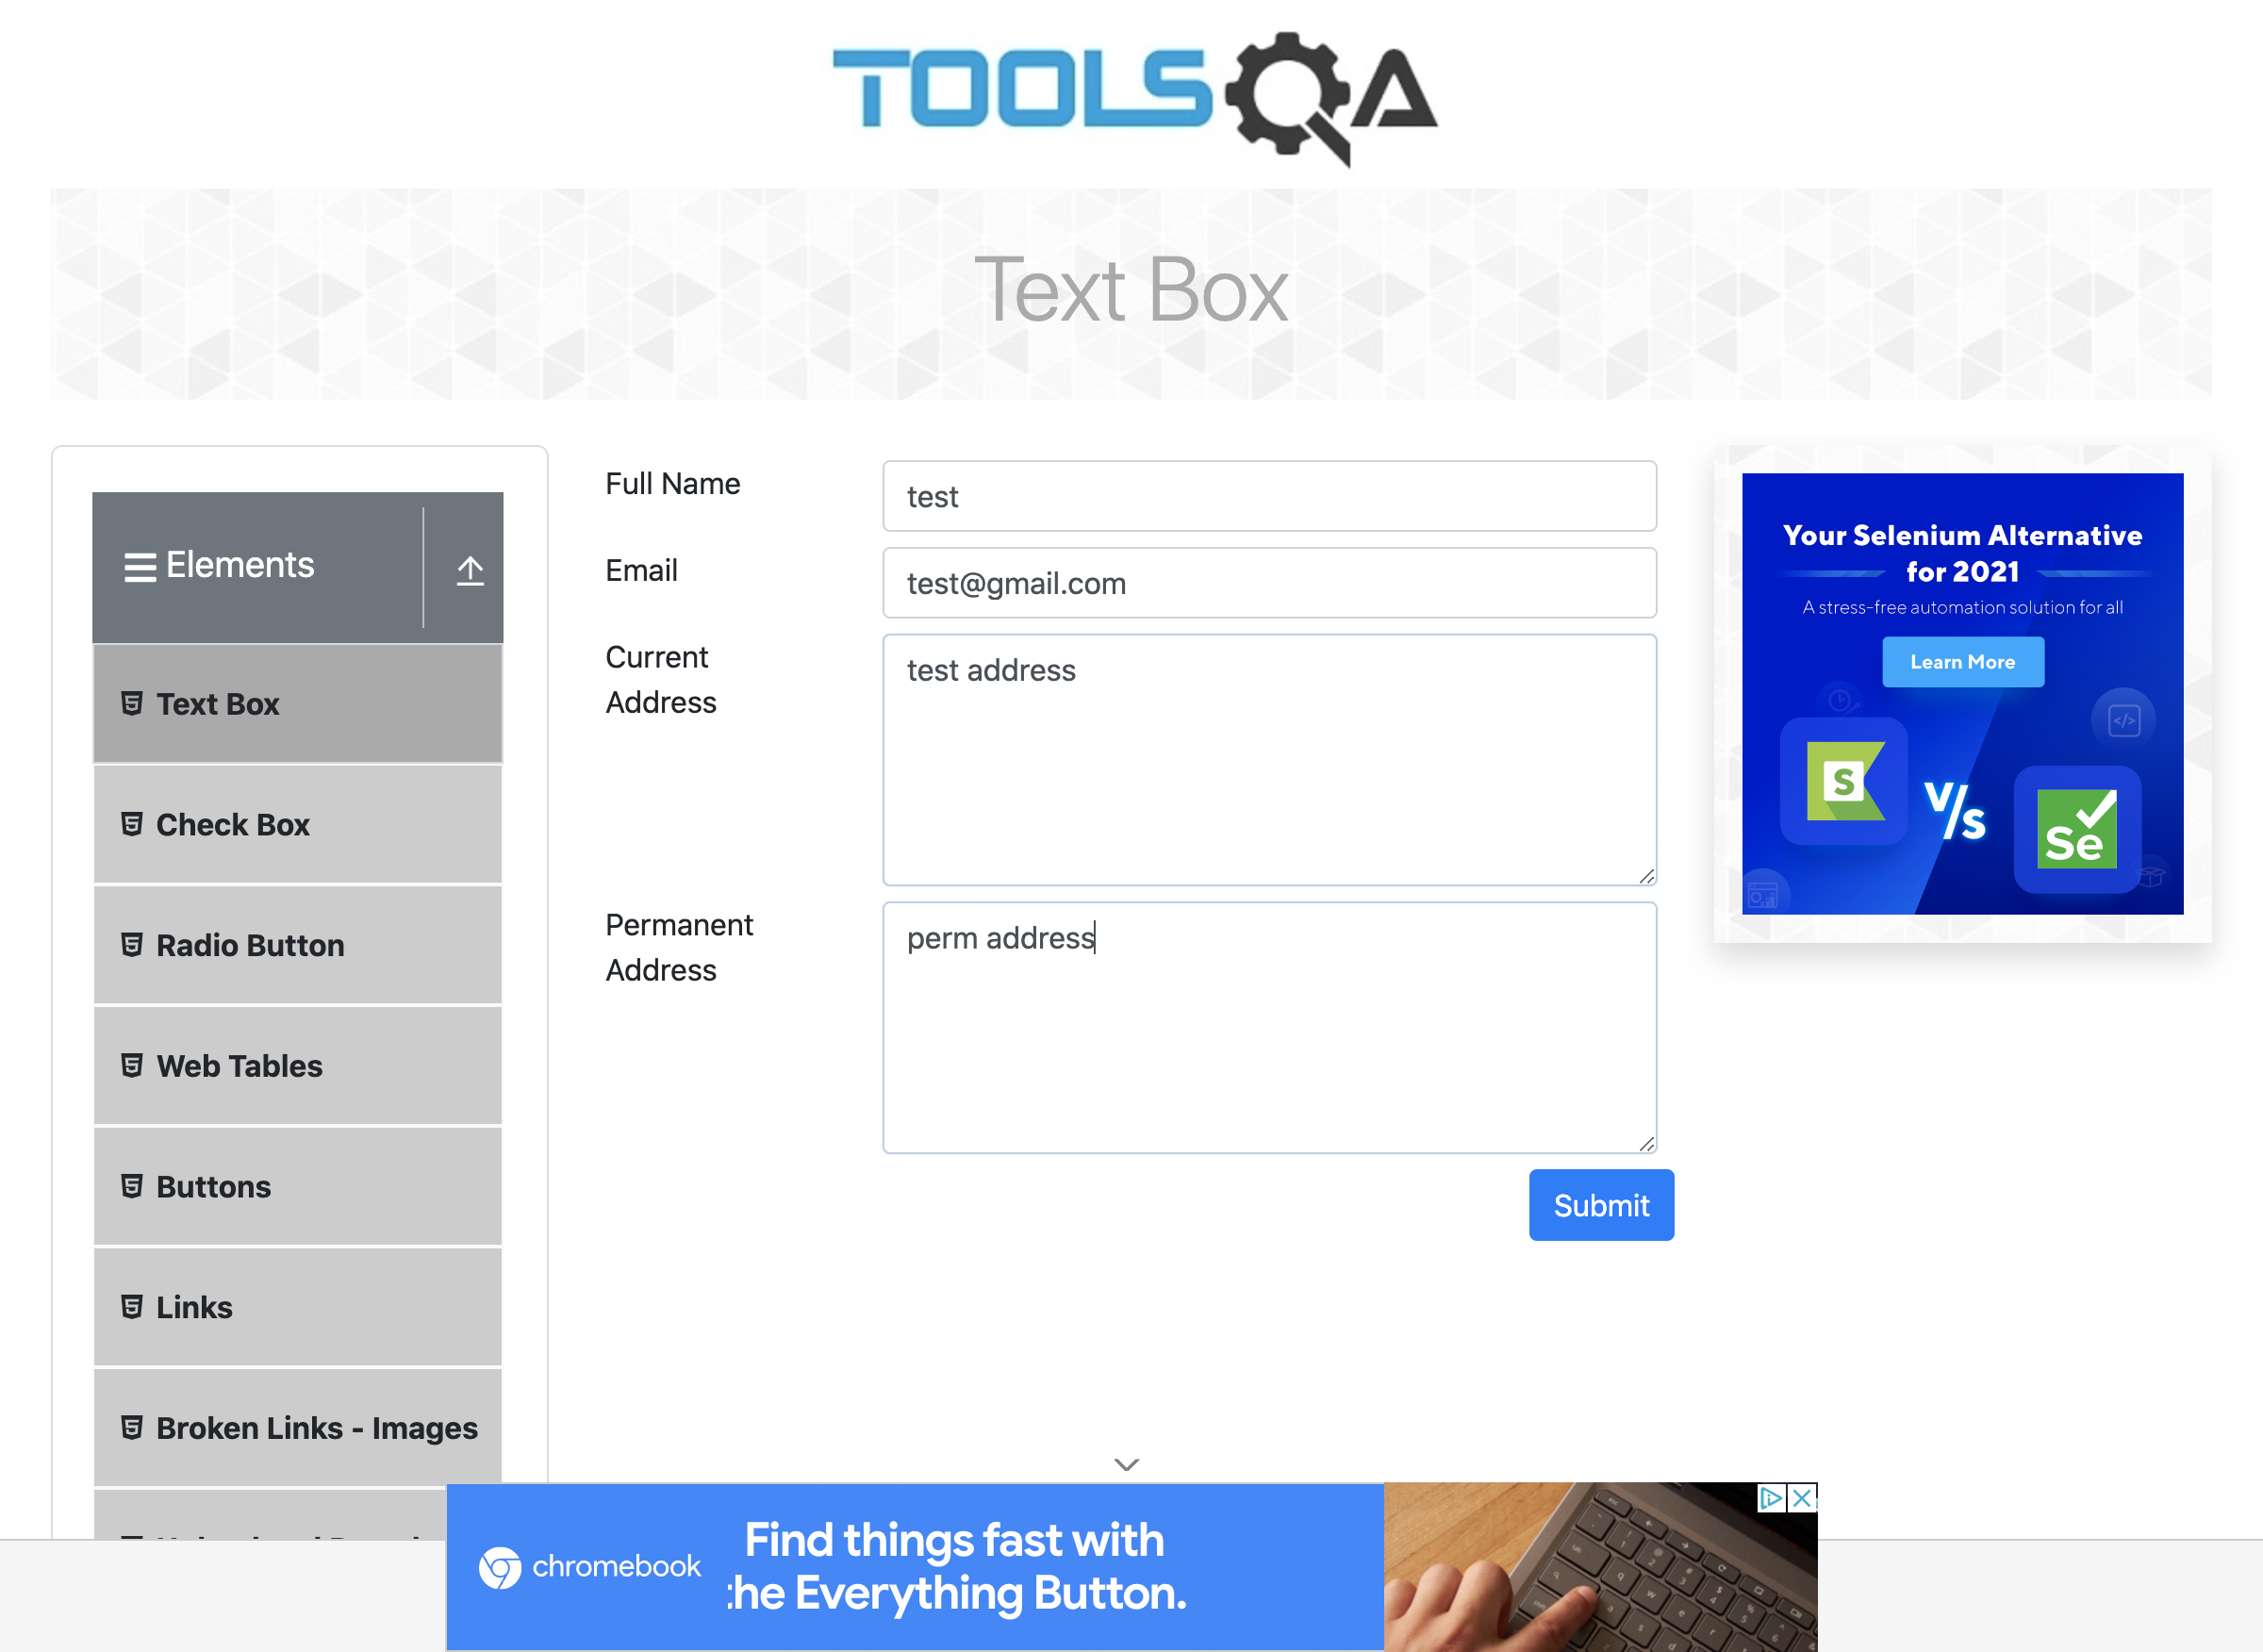 TOOLSQA
Text Box
Elements
Text Box
Check Box
Radio Button
Web Tables
Buttons
Links
Broken Links - Images
Full Name
test
Email
test@gmail.com
Current
Address
test address
Permanent
Address
perm address
Submit
Your Selenium Alternative
for 2021
A stress-free automation solution for all
Learn More
S
V/s
Se
</>
chromebook
Find things fast with
the Everything Button.